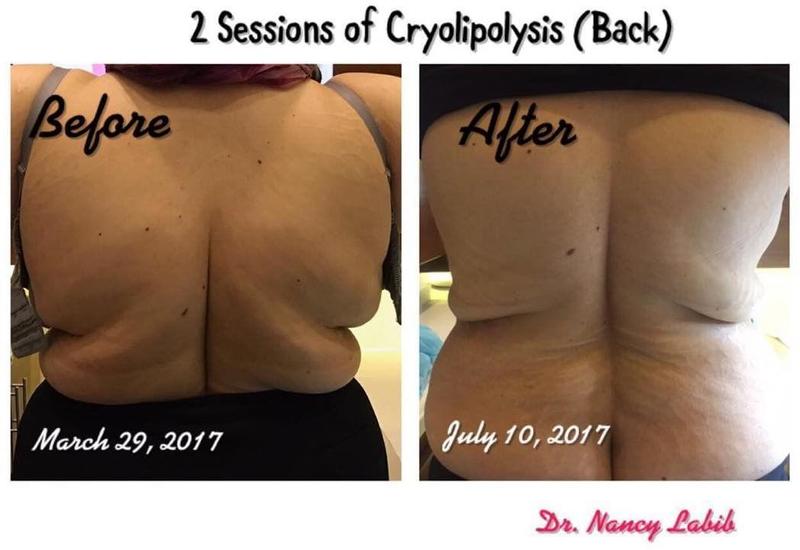 2 Sessions of Cryolipolysis (Back)
Before
After
March 29, 2017
July 10, 2017
Dr. Nancy Labib